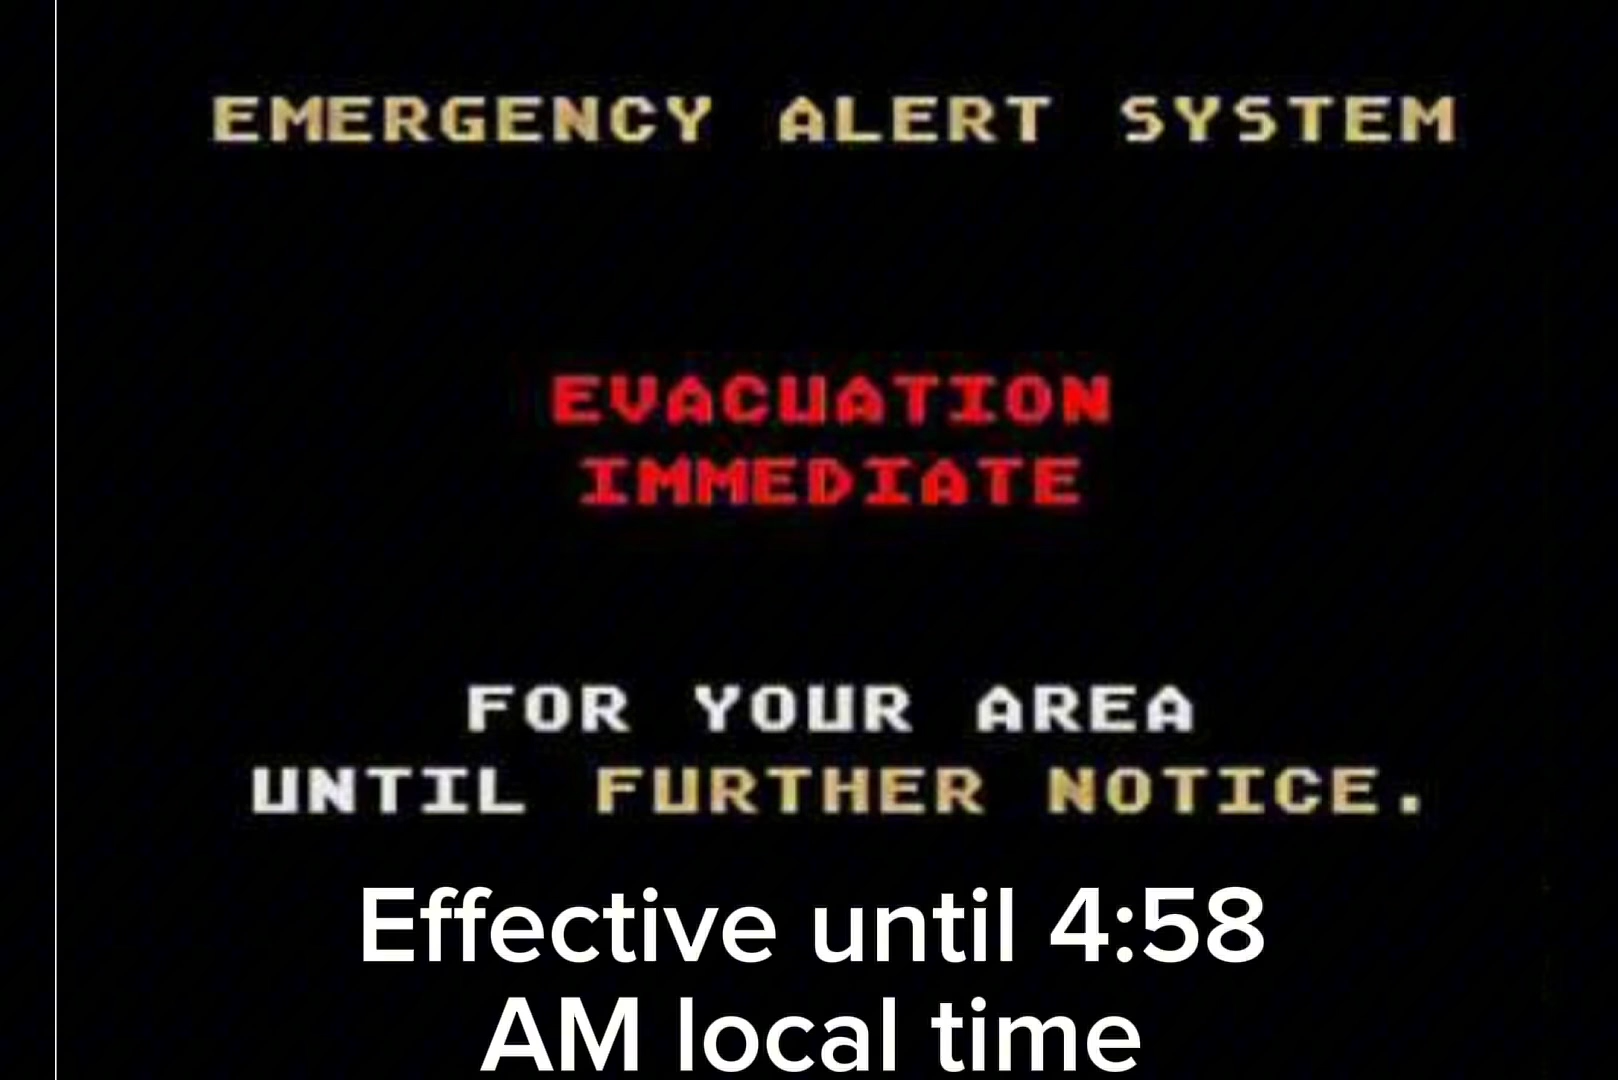 EMERGENCY ALERT SYSTEM
EVACUATION
IMMEDIATE
FOR YOUR AREA
UNTIL FURTHER NOTICE.
Effective until 4:58
AM local time